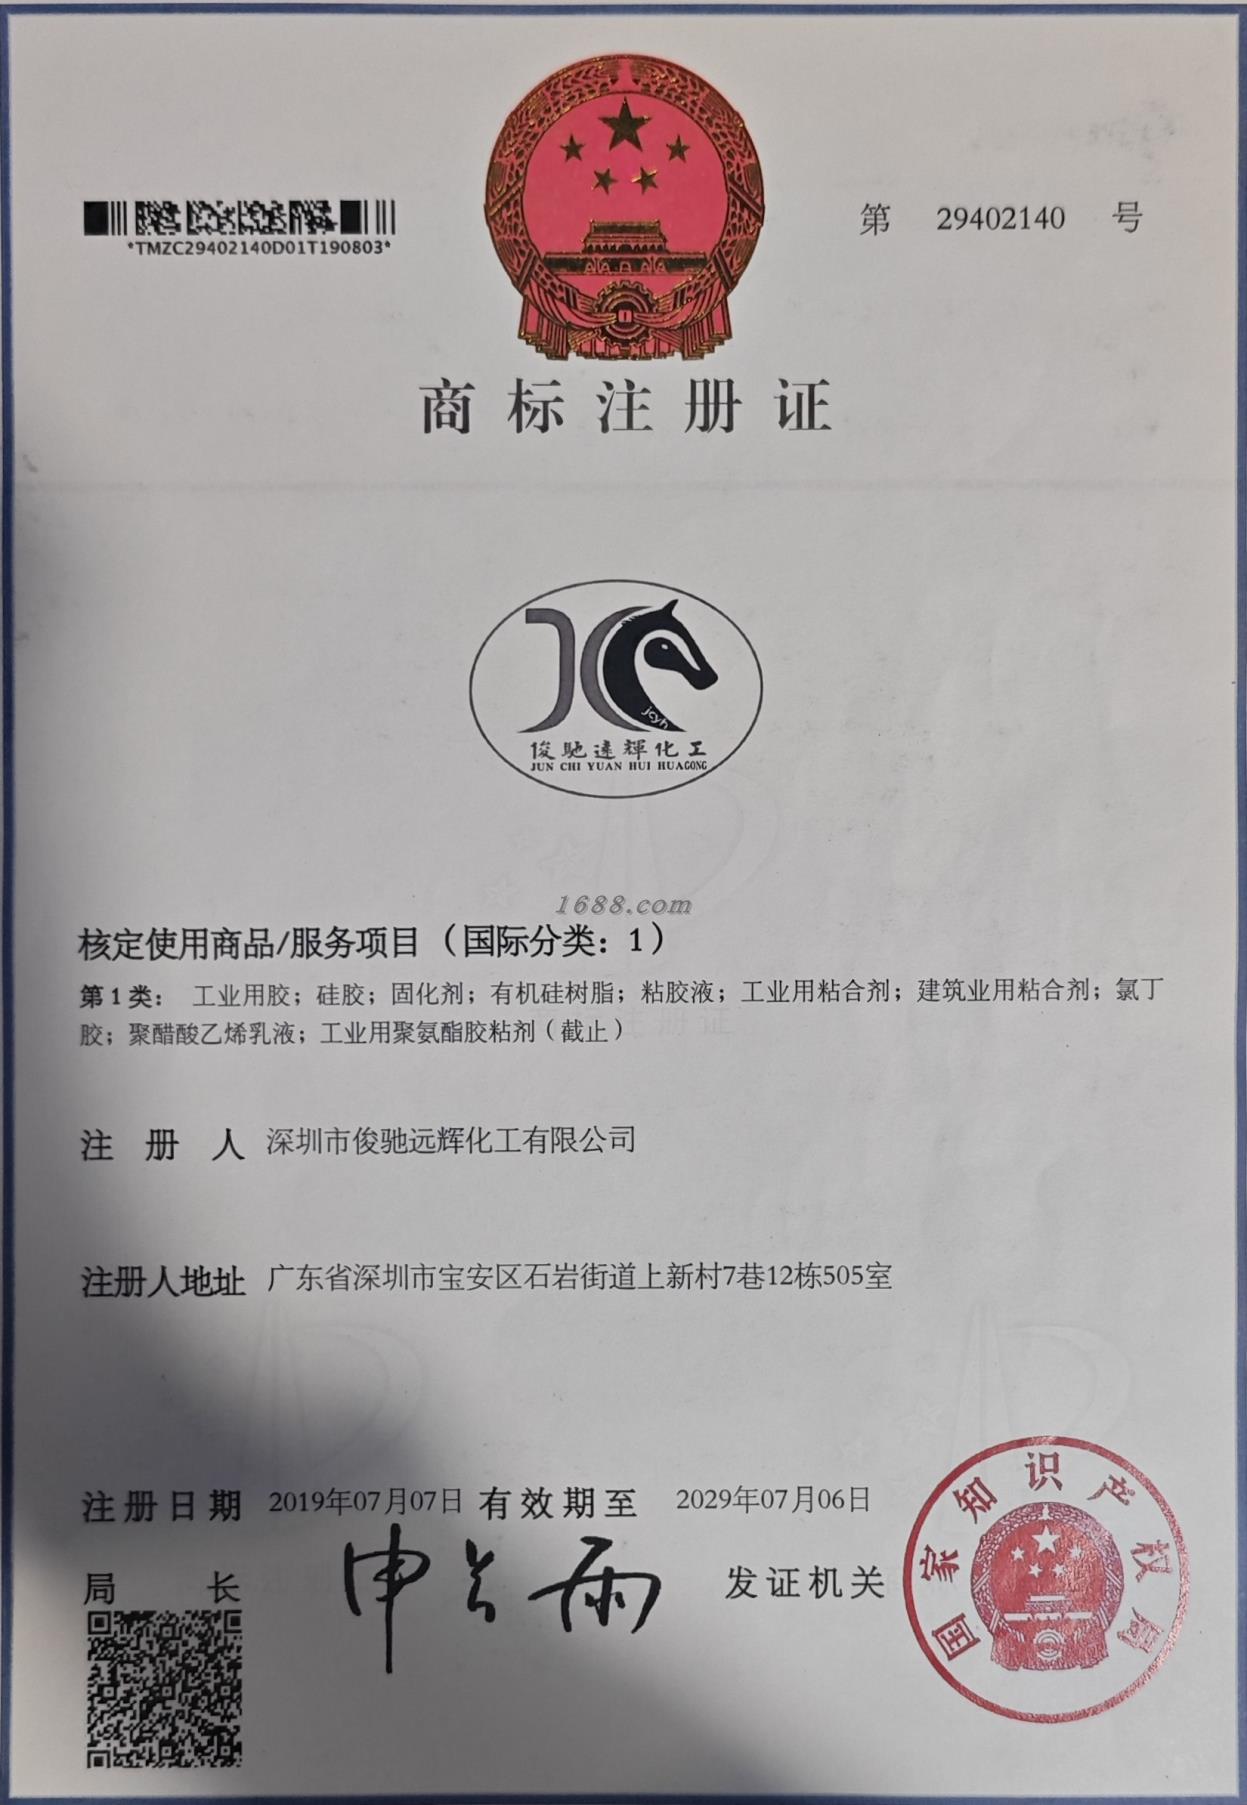 *TMZC29402140D01T190803*
第 29402140 号
商标注册证
jcyh
俊馳遠輝化工
JUN CHI YUAN HUI HUAGONG
1688.com
核定使用商品/服务项目（国际分类：1）
第1类： 工业用胶；硅胶；固化剂；有机硅树脂；粘胶液；工业用粘合剂；建筑业用粘合剂；氯丁
胶；聚醋酸乙烯乳液；工业用聚氨酯胶粘剂（截止）
注册人 深圳市俊驰远辉化工有限公司
注册人地址 广东省深圳市宝安区石岩街道上新村7巷12栋505室
注册日期 2019年07月07日 有效期至 2029年07月06日
局长 申长雨 发证机关
国家知识产权局